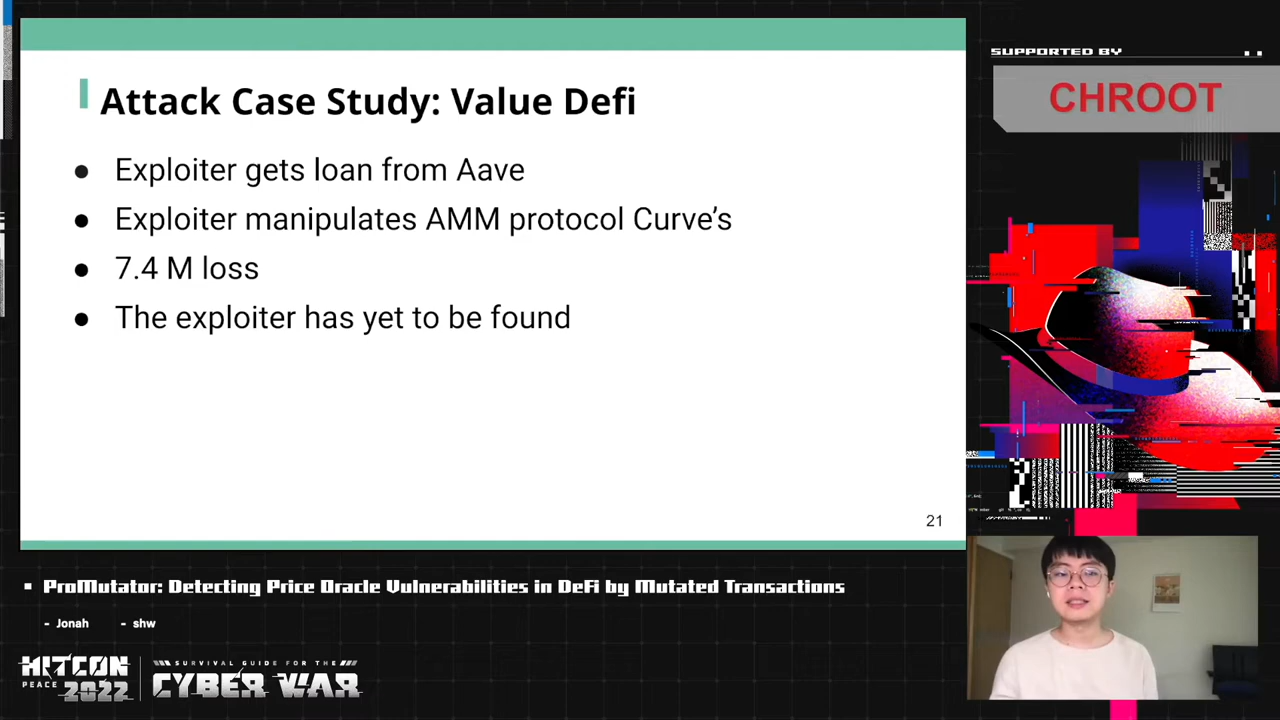 SUPPORTED BY
CHROOT
Attack Case Study: Value Defi
● Exploiter gets loan from Aave
● Exploiter manipulates AMM protocol Curve's
● 7.4 M loss
● The exploiter has yet to be found
21
ProMutator: Detecting Price Oracle Vulnerabilities in DeFi by Mutated Transactions
- Jonah - shw
HITCON
PEACE 2022
SURVIVAL GUIDE FOR THE
CYBER WAR